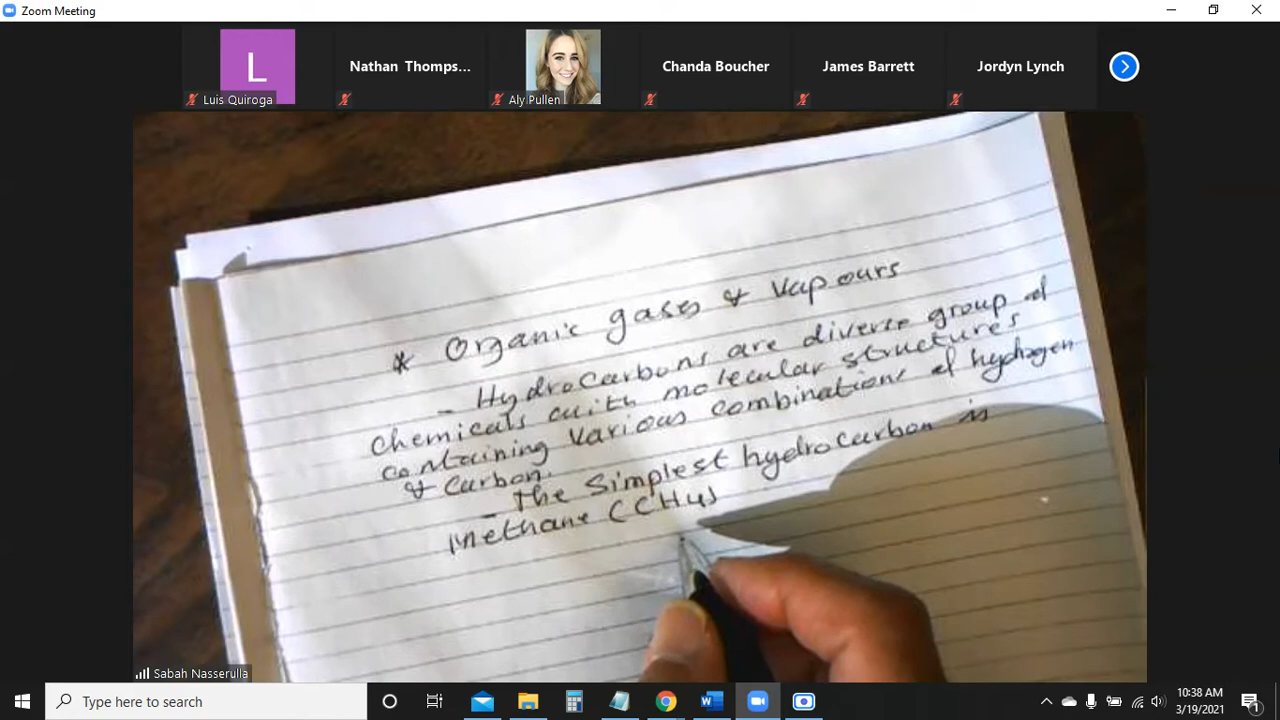 Zoom Meeting
L
Luis Quiroga
Nathan Thomps...
Aly Pullen
Chanda Boucher
James Barrett
Jordyn Lynch
* Organic gases & Vapours
- Hydrocarbons are diverse group of
chemicals with molecular structures
containing various combinations of hydrogen
& carbon.
- The simplest hydrocarbon is
Methane (CH4)
Sabah Nasserulla
Type here to search
10:38 AM
3/19/2021
1